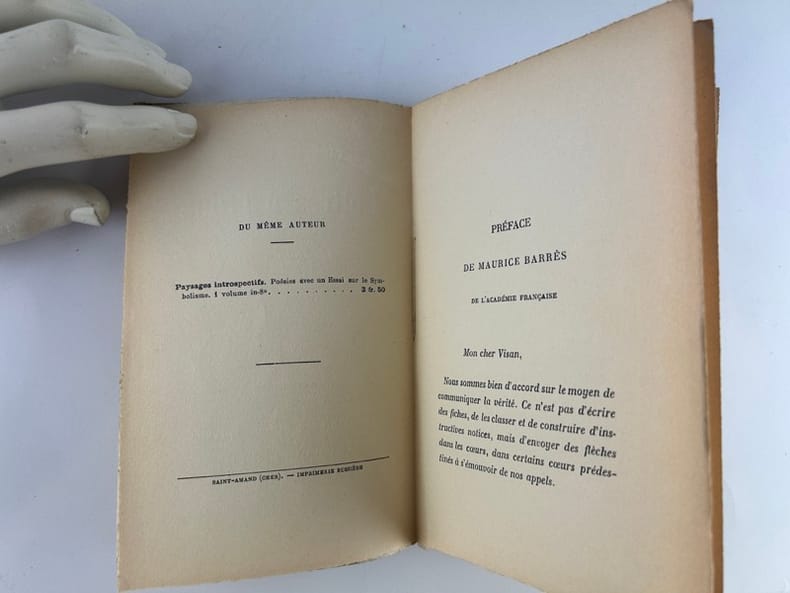 DU MÊME AUTEUR
Paysages introspectifs. Poésies avec un Essai sur le Sym-
bolisme. 1 volume in-8º. . . . . . . . . . 3 fr. 50
SAINT-AMAND (CHER). — IMPRIMERIE BUSSIÈRE
PRÉFACE
DE MAURICE BARRÈS
DE L'ACADÉMIE FRANÇAISE
Mon cher Visan,
Nous sommes bien d'accord sur le moyen de
communiquer la vérité. Ce n'est pas d'écrire
des fiches, de les classer et de construire d'ins-
tructives notices, mais d'envoyer des flèches
dans les cœurs, dans certains cœurs prédes-
tinés à s'émouvoir de nos appels.